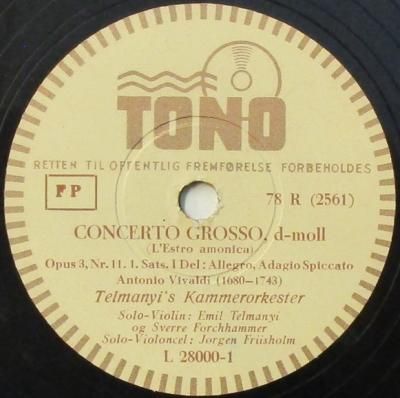 TONO
RETTEN TIL OFFENTLIG FREMFØRELSE FORBEHOLDES
FP
78 R (2561)
CONCERTO GROSSO, d-moll
(L'Estro amonica)
Opus 3, Nr. 11. 1. Sats. I Del: Allegro, Adagio Spiccato
Antonio Vivaldi (1680-1743)
Telmanyi's Kammerorkester
Solo-Violin: Emil Telmanyi
og Sverre Forchhammer
Solo-Violoncel: Jørgen Friisholm
L 28000-1